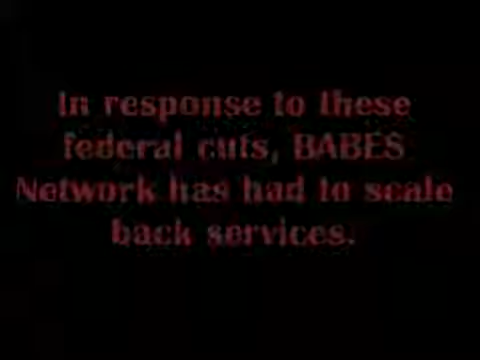 In response to these
federal cuts, BABES
Network has had to scale
back services.